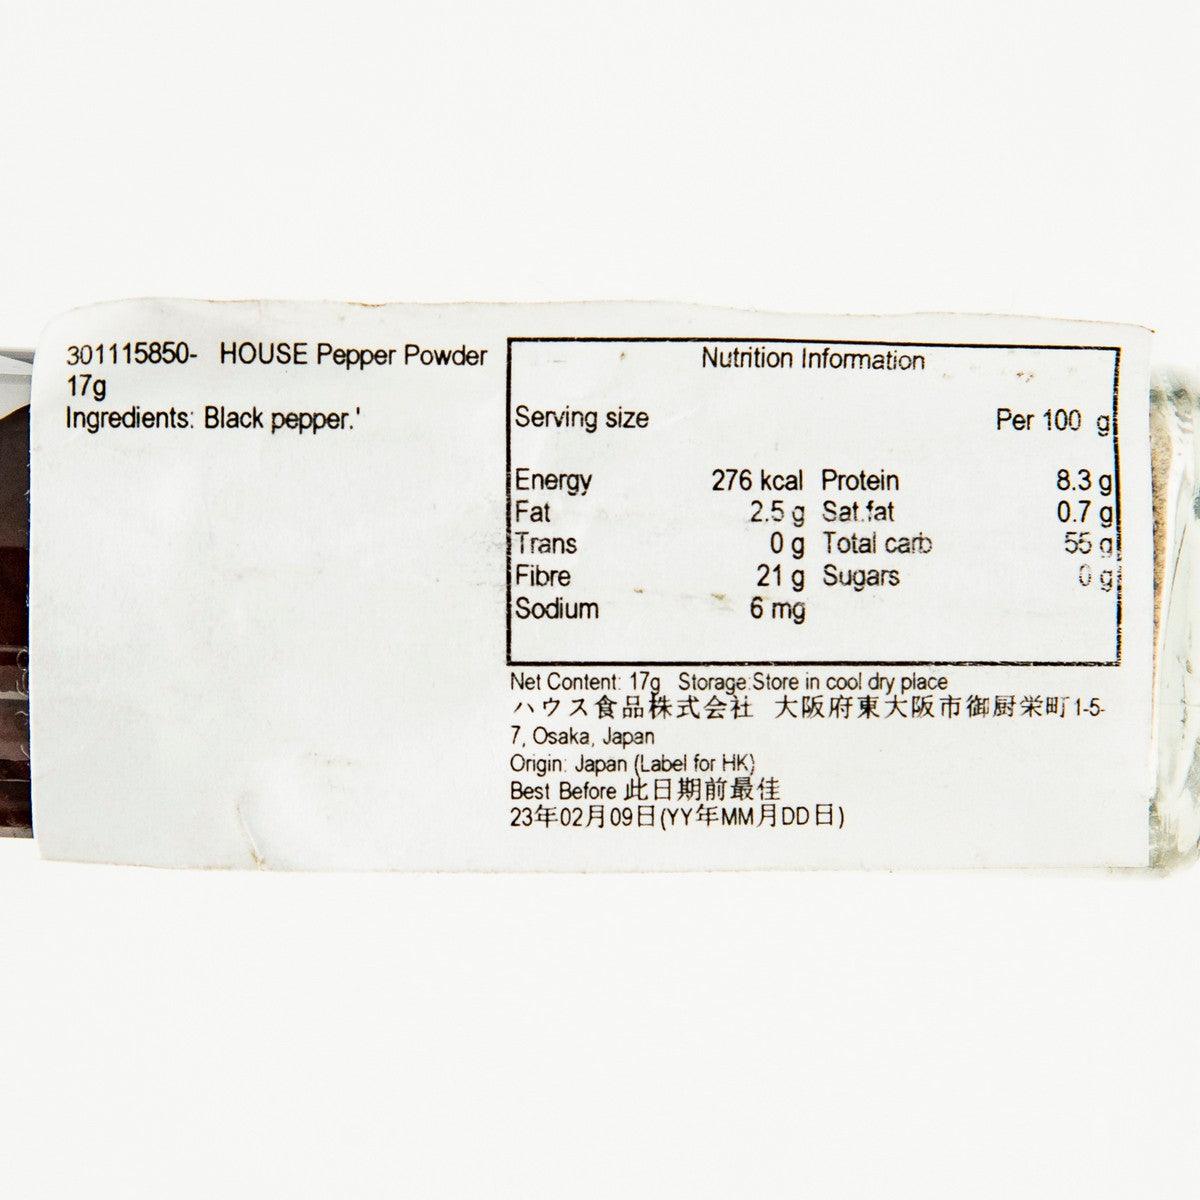 301115850- HOUSE Pepper Powder
17g
Ingredients: Black pepper.'
Nutrition Information
Serving size Per 100 g
Energy 276 kcal Protein 8.3 g
Fat 2.5 g Sat.fat 0.7 g
Trans 0 g Total carb 55 g
Fibre 21 g Sugars 0 g
Sodium 6 mg
Net Content: 17g Storage:Store in cool dry place
ハウス食品株式会社 大阪府東大阪市御厨栄町1-5-
7, Osaka, Japan
Origin: Japan (Label for HK)
Best Before 此日期前最佳
23年02月09日(YY年MM月DD日)